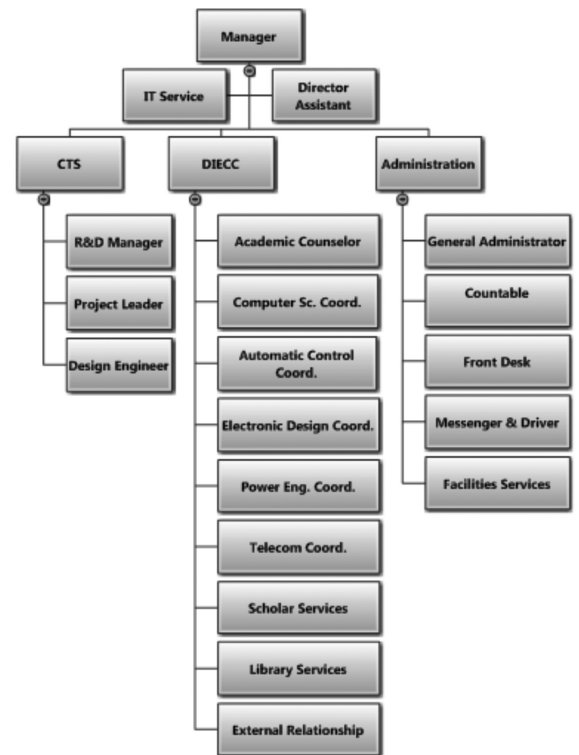 Manager
IT Service
Director
Assistant
CTS
DIECC
Administration
R&D Manager
Project Leader
Design Engineer
Academic Counselor
Computer Sc. Coord.
Automatic Control
Coord.
Electronic Design Coord.
Power Eng. Coord.
Telecom Coord.
Scholar Services
Library Services
External Relationship
General Administrator
Countable
Front Desk
Messenger & Driver
Facilities Services